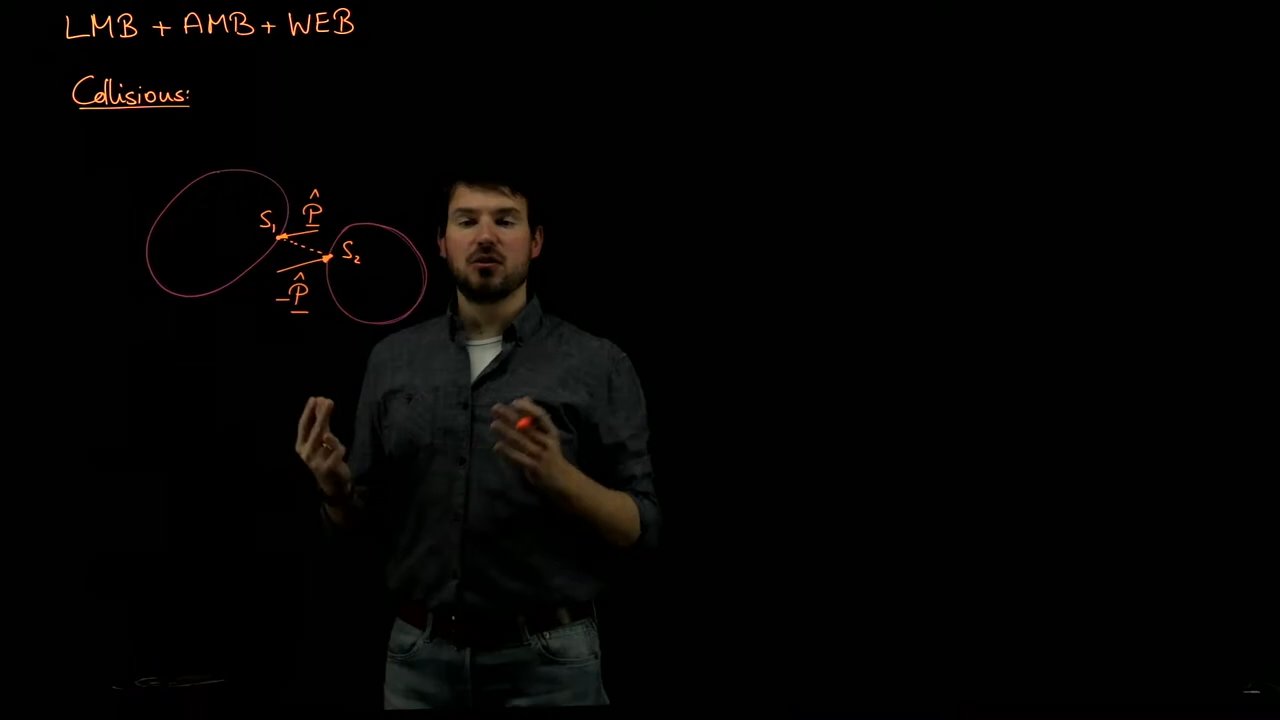 LMB + AMB + WEB
Collisions:
S₁ P̂
S₂
-P̂